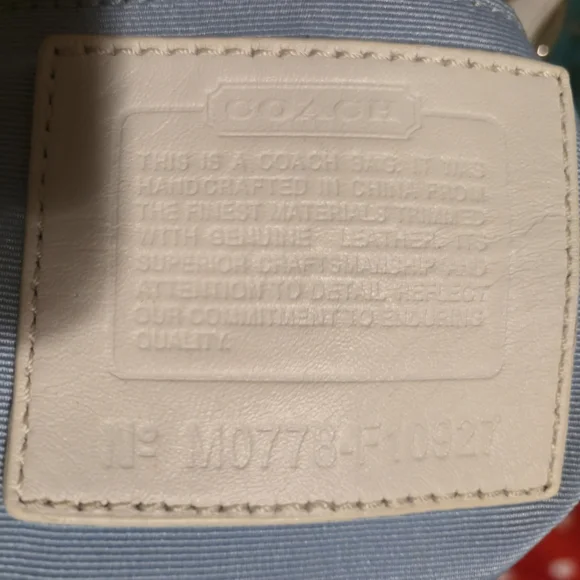 COACH
THIS IS A COACH BAG. IT WAS
HANDCRAFTED IN CHINA FROM
THE FINEST MATERIALS TRIMMED
WITH GENUINE LEATHER. ITS
SUPERIOR CRAFTSMANSHIP AND
ATTENTION TO DETAIL REFLECT
OUR COMMITMENT TO ENDURING
QUALITY.
Nº M0778-F10927